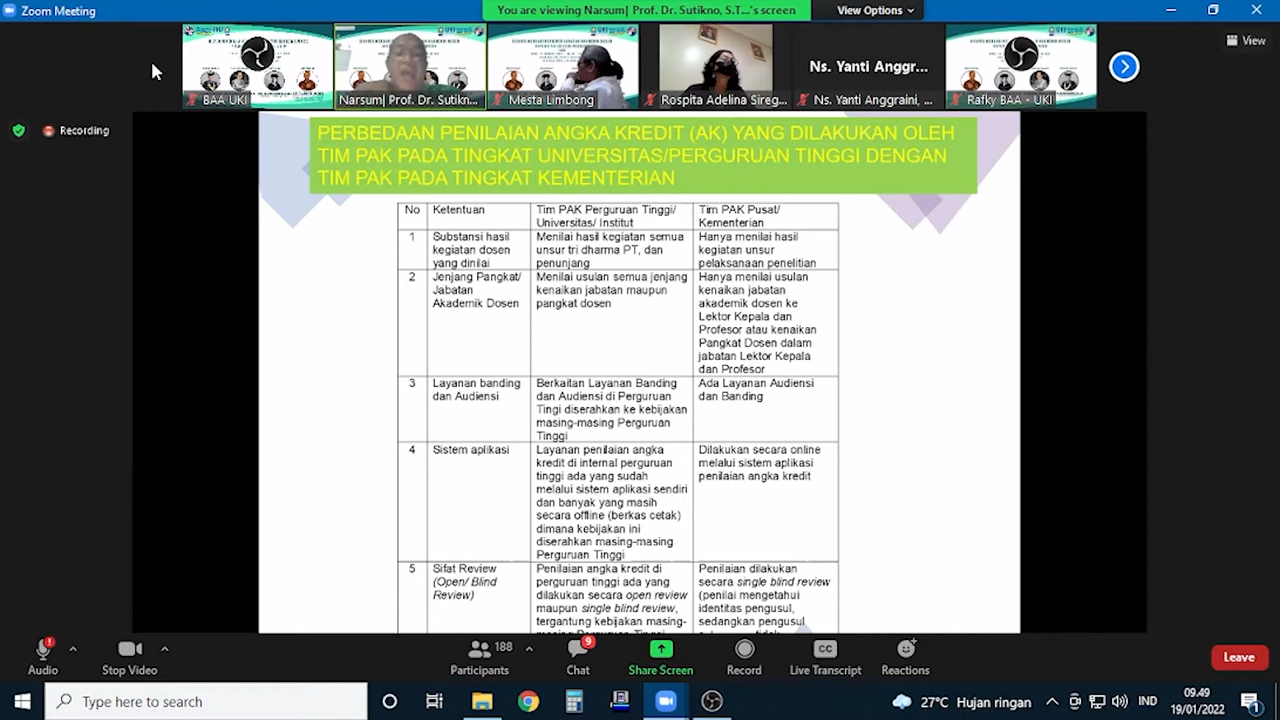 Zoom Meeting
You are viewing Narsum| Prof. Dr. Sutikno, S.T...'s screen
View Options
View
BAA UKI
Narsum| Prof. Dr. Sutikn...
Mesta Limbong
Rospita Adelina Sireg...
Ns. Yanti Anggr...
Ns. Yanti Anggraini, ...
Rafky BAA - UKI
Recording
PERBEDAAN PENILAIAN ANGKA KREDIT (AK) YANG DILAKUKAN OLEH
TIM PAK PADA TINGKAT UNIVERSITAS/PERGURUAN TINGGI DENGAN
TIM PAK PADA TINGKAT KEMENTERIAN
No
Ketentuan
Tim PAK Perguruan Tinggi/
Universitas/ Institut
Tim PAK Pusat/
Kementerian
1
Substansi hasil
kegiatan dosen
yang dinilai
Menilai hasil kegiatan semua
unsur tri dharma PT, dan
penunjang
Hanya menilai hasil
kegiatan unsur
pelaksanaan penelitian
2
Jenjang Pangkat/
Jabatan
Akademik Dosen
Menilai usulan semua jenjang
kenaikan jabatan maupun
pangkat dosen
Hanya menilai usulan
kenaikan jabatan
akademik dosen ke
Lektor Kepala dan
Profesor atau kenaikan
Pangkat Dosen dalam
jabatan Lektor Kepala
dan Profesor
3
Layanan banding
dan Audiensi
Berkaitan Layanan Banding
dan Audiensi di Perguruan
Tingi diserahkan ke kebijakan
masing-masing Perguruan
Tinggi
Ada Layanan Audiensi
dan Banding
4
Sistem aplikasi
Layanan penilaian angka
kredit di internal perguruan
tinggi ada yang sudah
melalui sistem aplikasi sendiri
dan banyak yang masih
secara offline (berkas cetak)
dimana kebijakan ini
diserahkan masing-masing
Perguruan Tinggi
Dilakukan secara online
melalui sistem aplikasi
penilaian angka kredit
5
Sifat Review
(Open/ Blind
Review)
Penilaian angka kredit di
perguruan tinggi ada yang
dilakukan secara open review
maupun single blind review,
tergantung kebijakan masing-
Penilaian dilakukan
secara single blind review
(penilai mengetahui
identitas pengusul,
sedangkan pengusul
Audio
Stop Video
188
Participants
9
Chat
Share Screen
Record
CC
Live Transcript
Reactions
Leave
Type here to search
27°C Hujan ringan
IND
09.49
19/01/2022
1